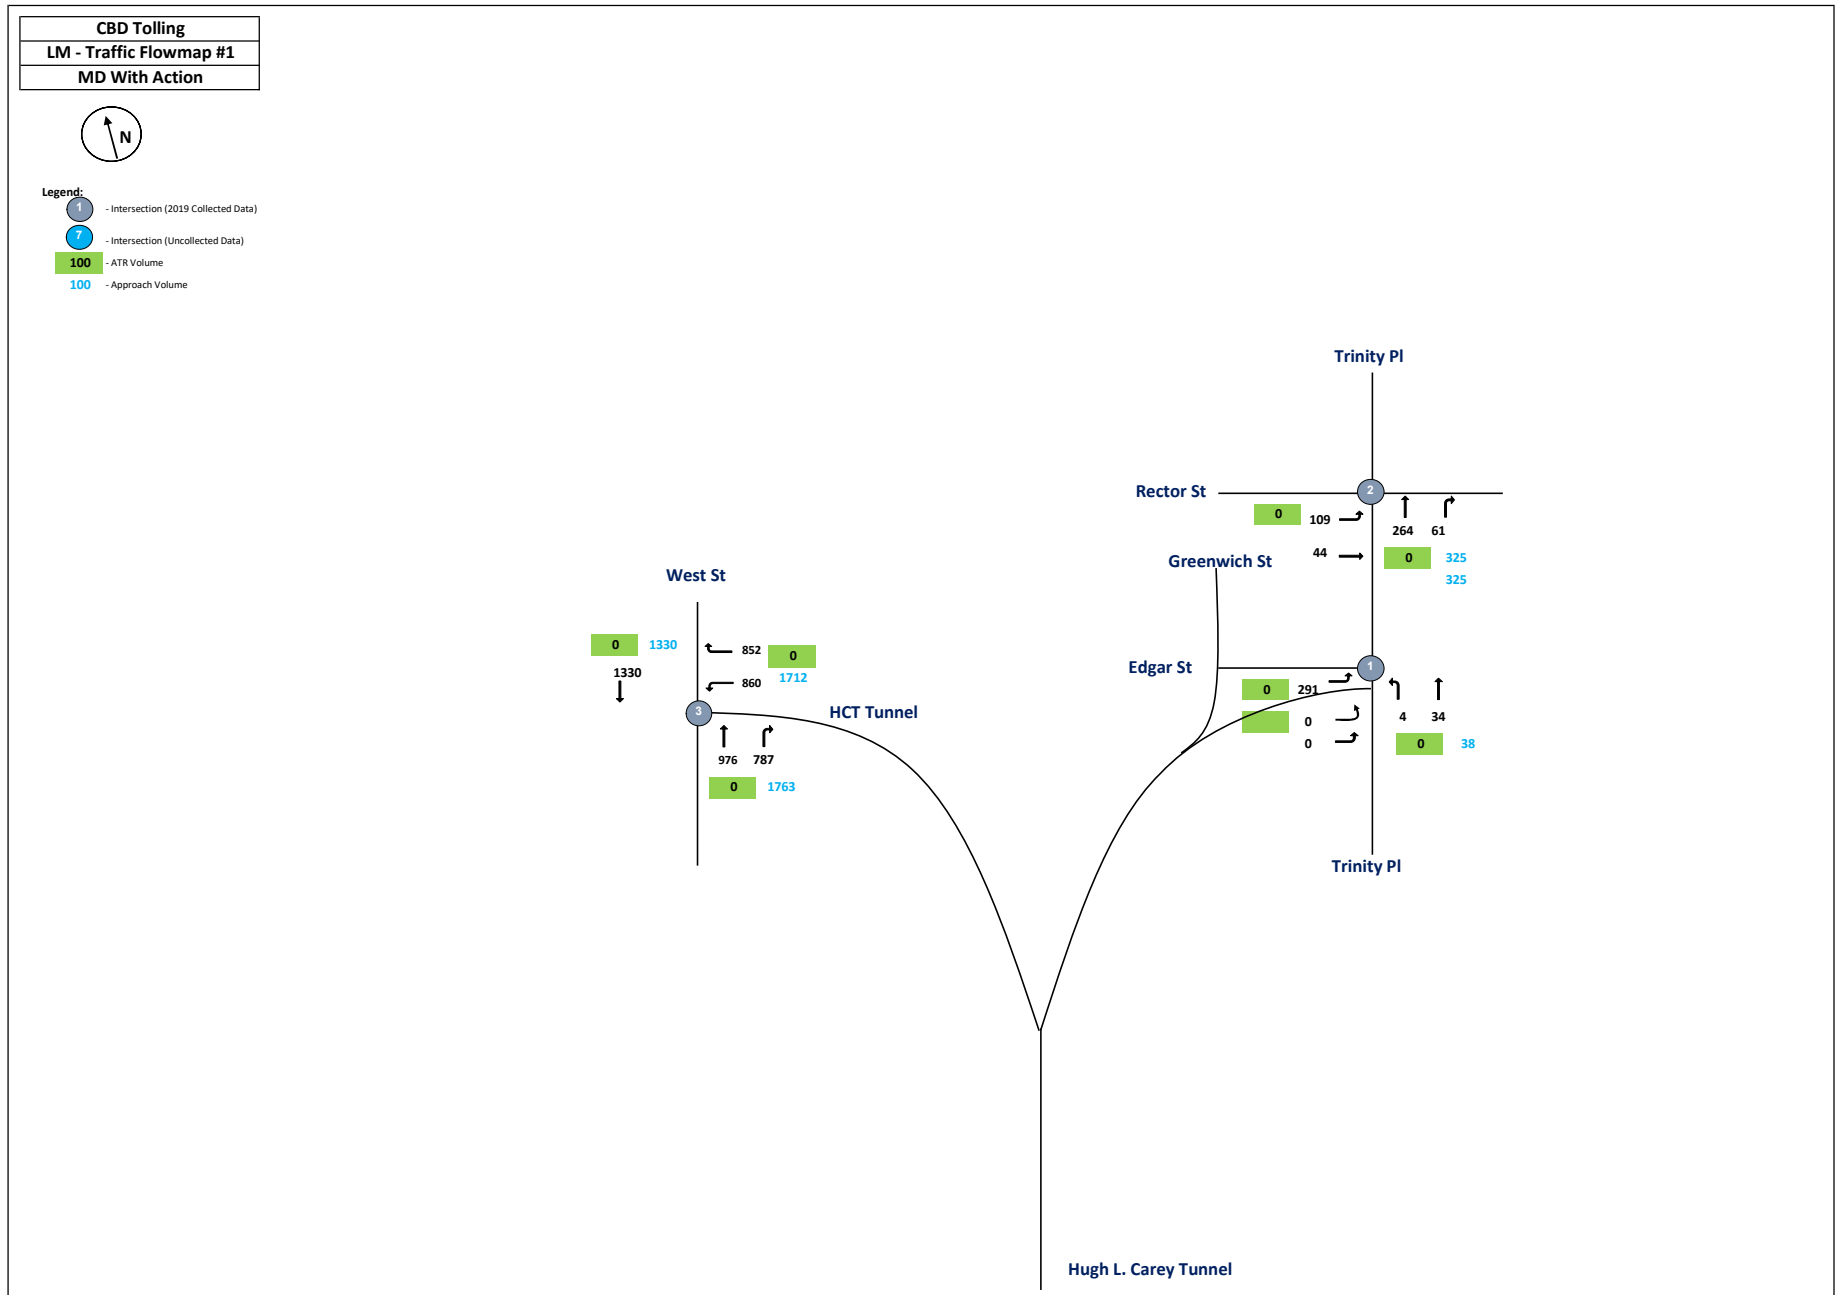 CBD Tolling
LM - Traffic Flowmap #1
MD With Action
N
Legend:
1 - Intersection (2019 Collected Data)
7 - Intersection (Uncollected Data)
100 - ATR Volume
100 - Approach Volume
Trinity Pl
Rector St
2
0 109
264 61
44
0 325
325
Greenwich St
West St
0 1330
852 0
1330
860 1712
3
HCT Tunnel
976 787
0 1763
Edgar St
1
0 291
0
0
4 34
0 38
Trinity Pl
Hugh L. Carey Tunnel